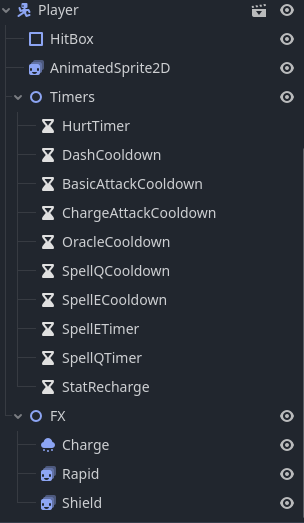 Player
HitBox
AnimatedSprite2D
Timers
HurtTimer
DashCooldown
BasicAttackCooldown
ChargeAttackCooldown
OracleCooldown
SpellQCooldown
SpellECooldown
SpellETimer
SpellQTimer
StatRecharge
FX
Charge
Rapid
Shield